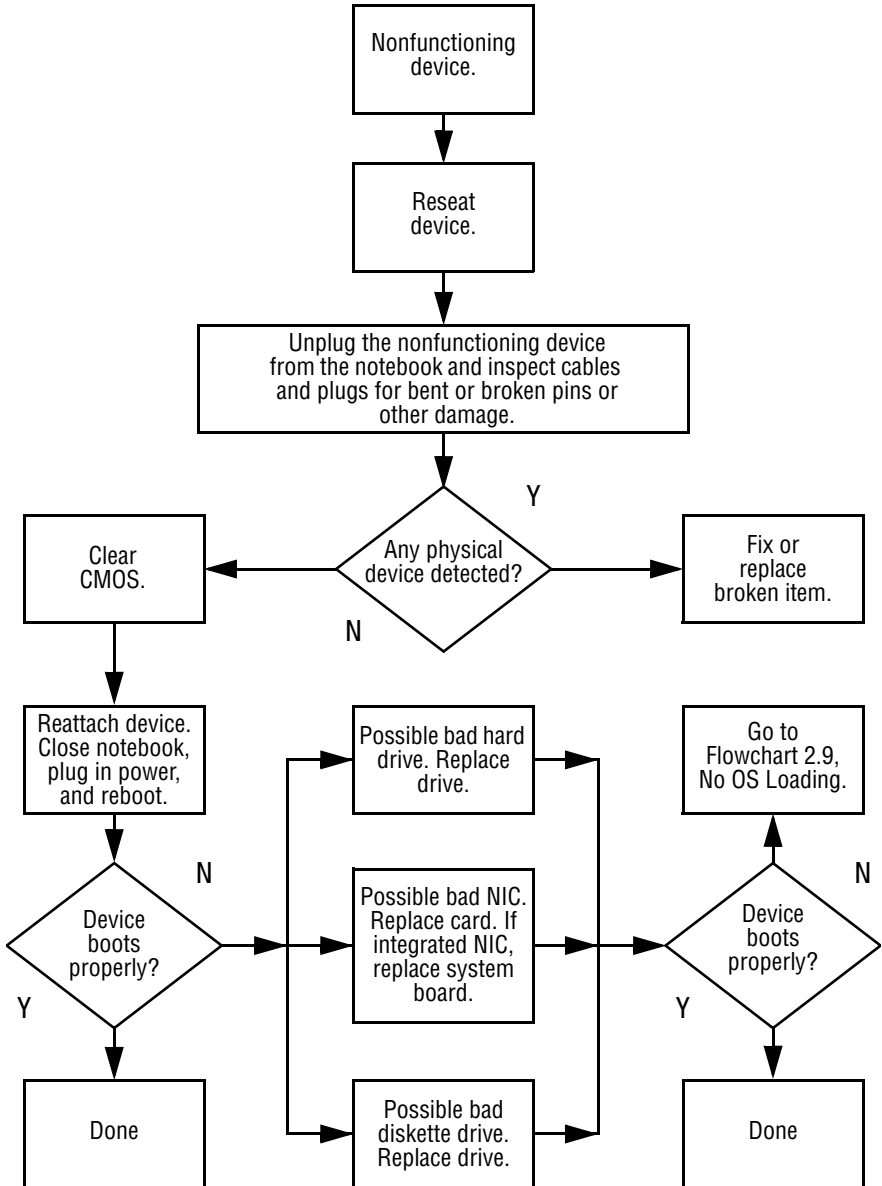 Nonfunctioning
device.
Reseat
device.
Unplug the nonfunctioning device
from the notebook and inspect cables
and plugs for bent or broken pins or
other damage.
Y
Any physical
device detected?
N
Clear
CMOS.
Fix or
replace
broken item.
Reattach device.
Close notebook,
plug in power,
and reboot.
Possible bad hard
drive. Replace
drive.
Go to
Flowchart 2.9,
No OS Loading.
N
Device
boots
properly?
Y
Possible bad NIC.
Replace card. If
integrated NIC,
replace system
board.
N
Device
boots
properly?
Y
Done
Possible bad
diskette drive.
Replace drive.
Done